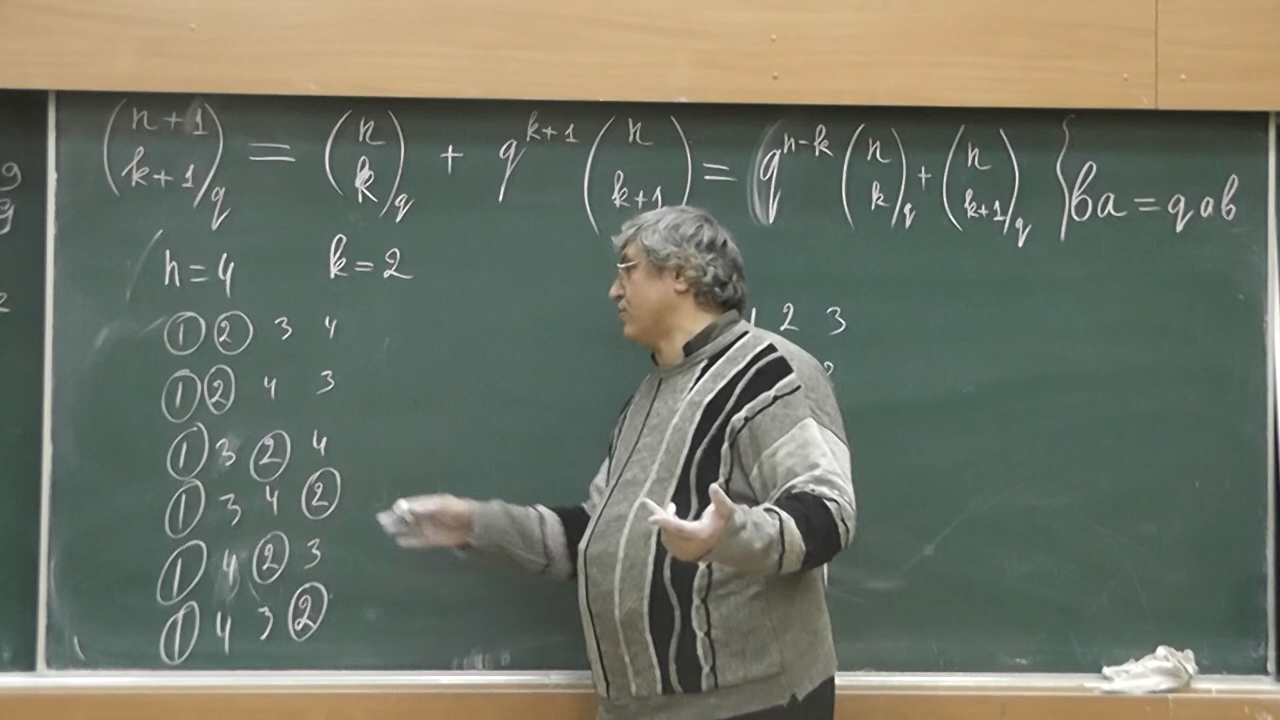 (n+1 k+1)_q = (n k)_q + q^{k+1} (n k+1) = q^{n-k} (n k)_q + (n k+1)_q { ba = qab
n=4 k=2
① ② 3 4
① ② 4 3
① 3 ② 4
① 3 4 ②
① 4 ② 3
① 4 3 ②
1 2 3